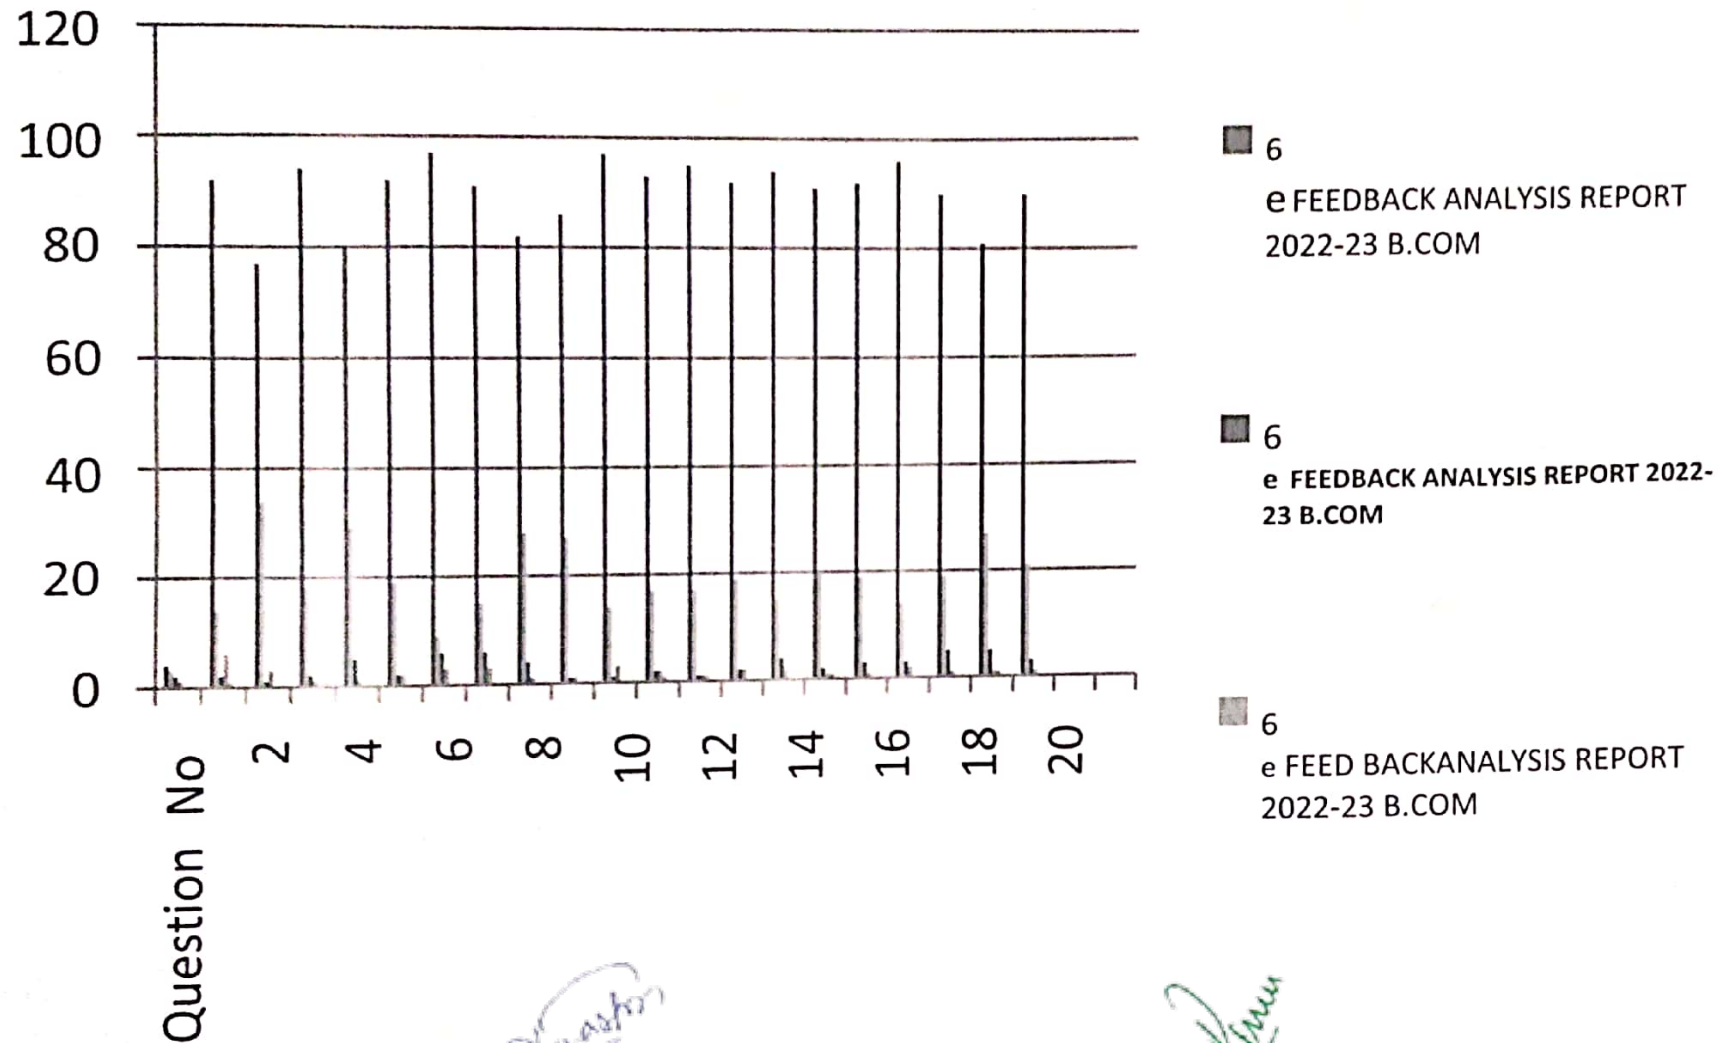 120
100
80
60
40
20
0
Question No
2
4
6
8
10
12
14
16
18
20
6
e FEEDBACK ANALYSIS REPORT
2022-23 B.COM
6
e FEEDBACK ANALYSIS REPORT 2022-
23 B.COM
6
e FEED BACKANALYSIS REPORT
2022-23 B.COM